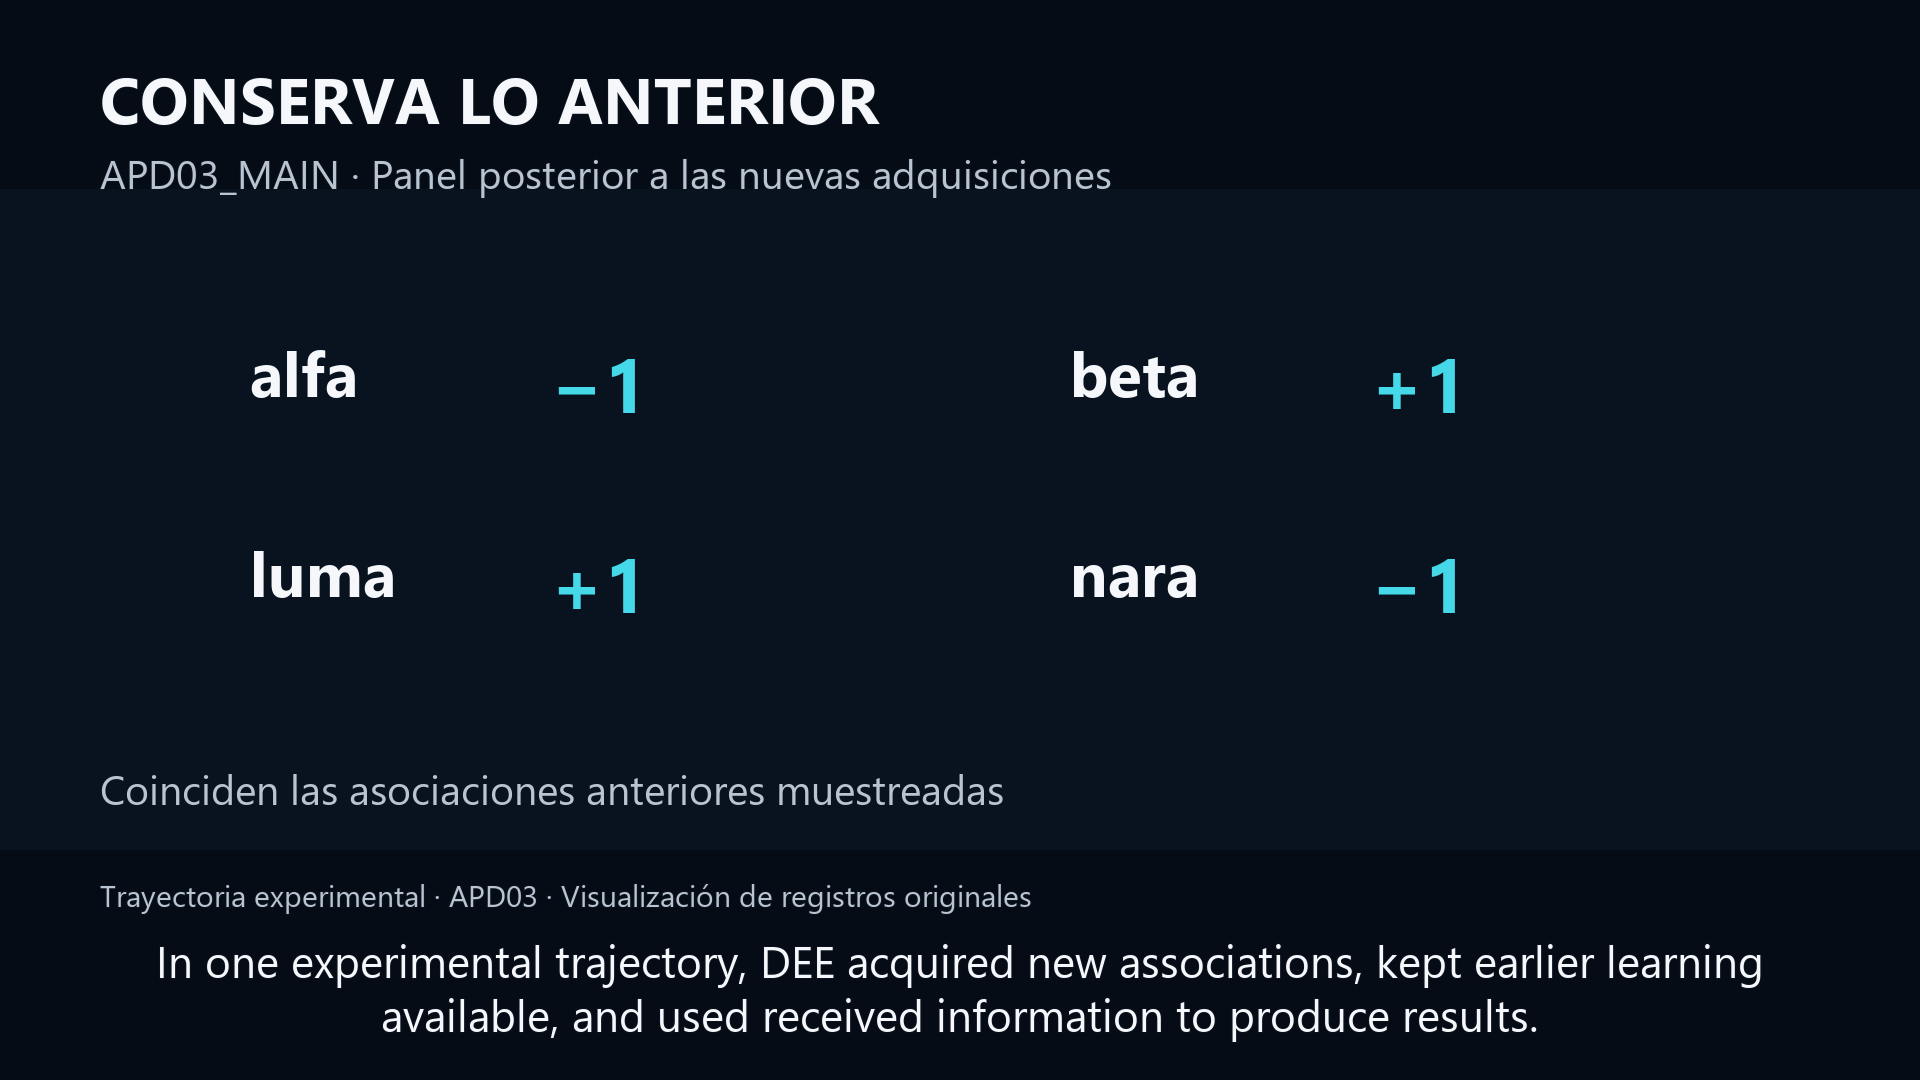 CONSERVA LO ANTERIOR
APD03_MAIN · Panel posterior a las nuevas adquisiciones
alfa −1 beta +1
luma +1 nara −1
Coinciden las asociaciones anteriores muestreadas
Trayectoria experimental · APD03 · Visualización de registros originales
In one experimental trajectory, DEE acquired new associations, kept earlier learning
available, and used received information to produce results.